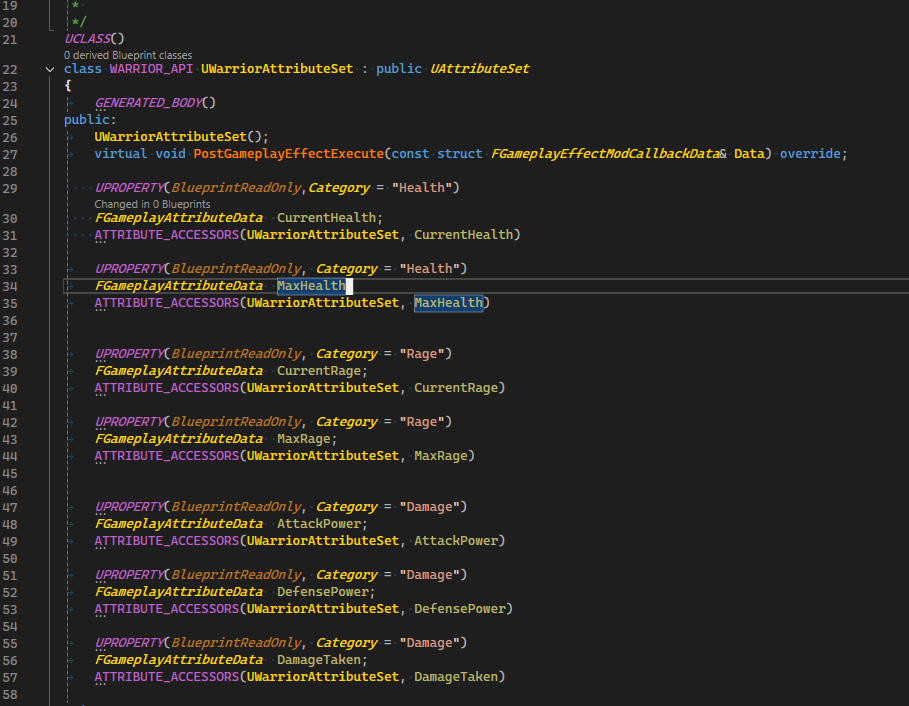 19 *
20 */
21 UCLASS()
0 derived Blueprint classes
22 class WARRIOR_API UWarriorAttributeSet : public UAttributeSet
23 {
24 GENERATED_BODY()
25 public:
26 UWarriorAttributeSet();
27 virtual void PostGameplayEffectExecute(const struct FGameplayEffectModCallbackData& Data) override;
28
29 UPROPERTY(BlueprintReadOnly,Category = "Health")
Changed in 0 Blueprints
30 FGameplayAttributeData CurrentHealth;
31 ATTRIBUTE_ACCESSORS(UWarriorAttributeSet, CurrentHealth)
32
33 UPROPERTY(BlueprintReadOnly, Category = "Health")
34 FGameplayAttributeData MaxHealth
35 ATTRIBUTE_ACCESSORS(UWarriorAttributeSet, MaxHealth)
36
37
38 UPROPERTY(BlueprintReadOnly, Category = "Rage")
39 FGameplayAttributeData CurrentRage;
40 ATTRIBUTE_ACCESSORS(UWarriorAttributeSet, CurrentRage)
41
42 UPROPERTY(BlueprintReadOnly, Category = "Rage")
43 FGameplayAttributeData MaxRage;
44 ATTRIBUTE_ACCESSORS(UWarriorAttributeSet, MaxRage)
45
46
47 UPROPERTY(BlueprintReadOnly, Category = "Damage")
48 FGameplayAttributeData AttackPower;
49 ATTRIBUTE_ACCESSORS(UWarriorAttributeSet, AttackPower)
50
51 UPROPERTY(BlueprintReadOnly, Category = "Damage")
52 FGameplayAttributeData DefensePower;
53 ATTRIBUTE_ACCESSORS(UWarriorAttributeSet, DefensePower)
54
55 UPROPERTY(BlueprintReadOnly, Category = "Damage")
56 FGameplayAttributeData DamageTaken;
57 ATTRIBUTE_ACCESSORS(UWarriorAttributeSet, DamageTaken)
58